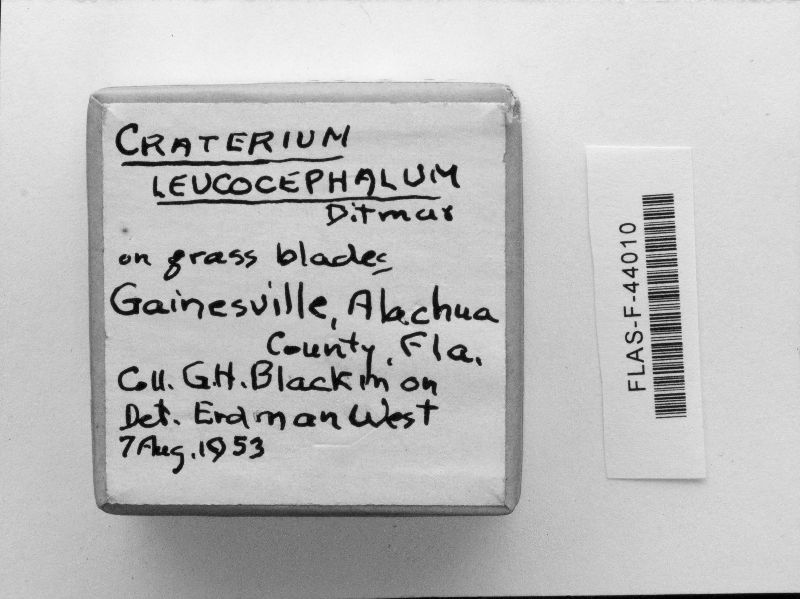 CRATERIUM
LEUCOCEPHALUM
Ditmar
on grass blades
Gainesville, Alachua
County, Fla.
Coll. G.H. Blackmon
Det. Erdman West
7 Aug. 1953
FLAS-F-44010